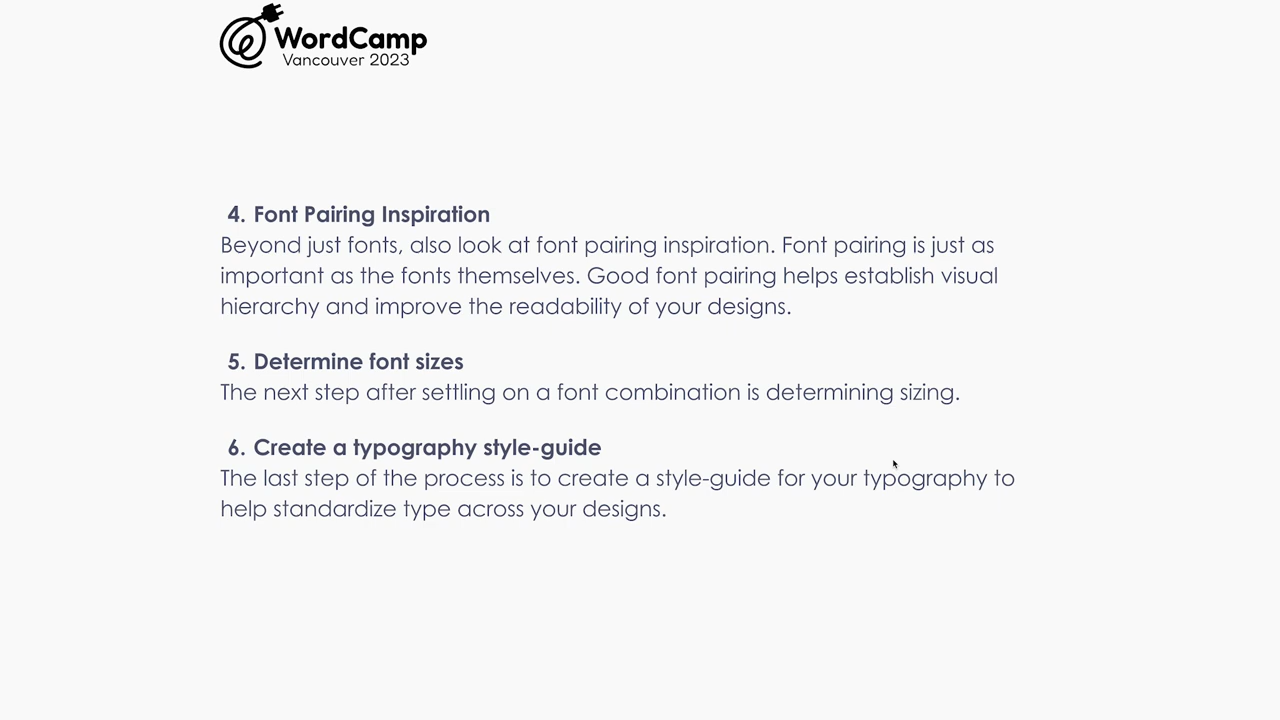 WordCamp
Vancouver 2023
4. Font Pairing Inspiration
Beyond just fonts, also look at font pairing inspiration. Font pairing is just as
important as the fonts themselves. Good font pairing helps establish visual
hierarchy and improve the readability of your designs.
5. Determine font sizes
The next step after settling on a font combination is determining sizing.
6. Create a typography style-guide
The last step of the process is to create a style-guide for your typography to
help standardize type across your designs.